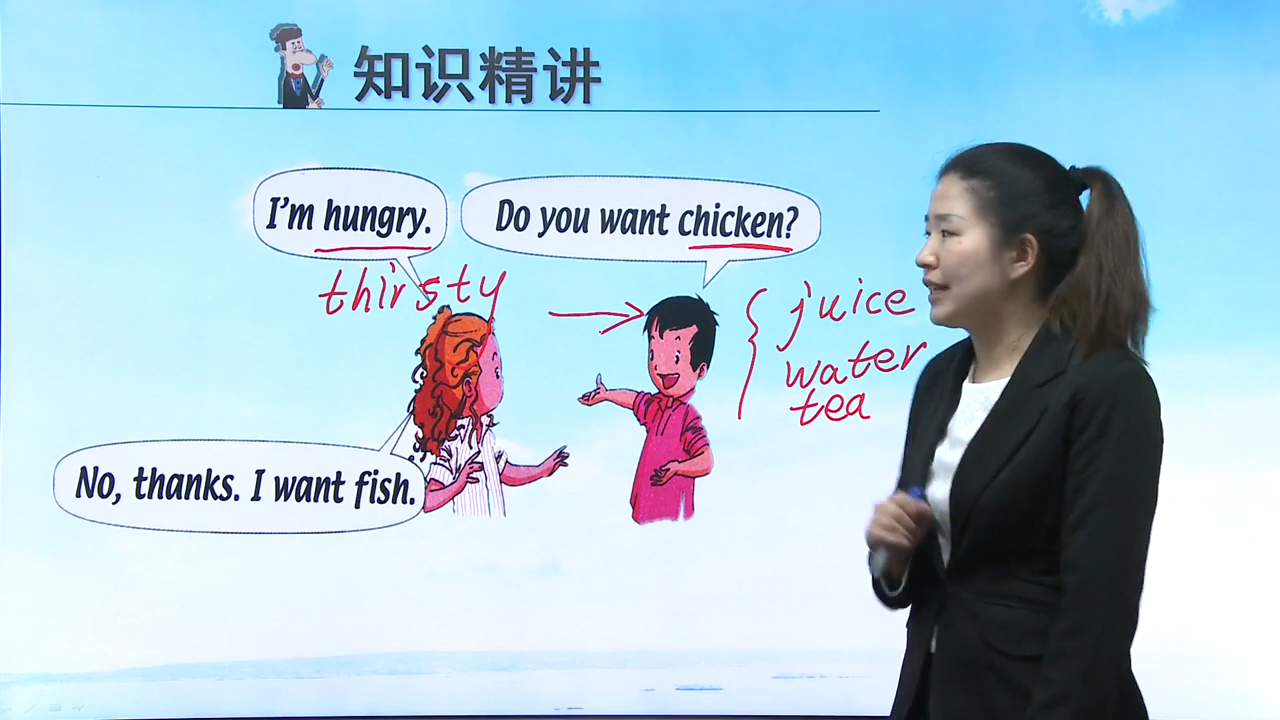 知识精讲
I'm hungry.
Do you want chicken?
thirsty
juice
water
tea
No, thanks. I want fish.